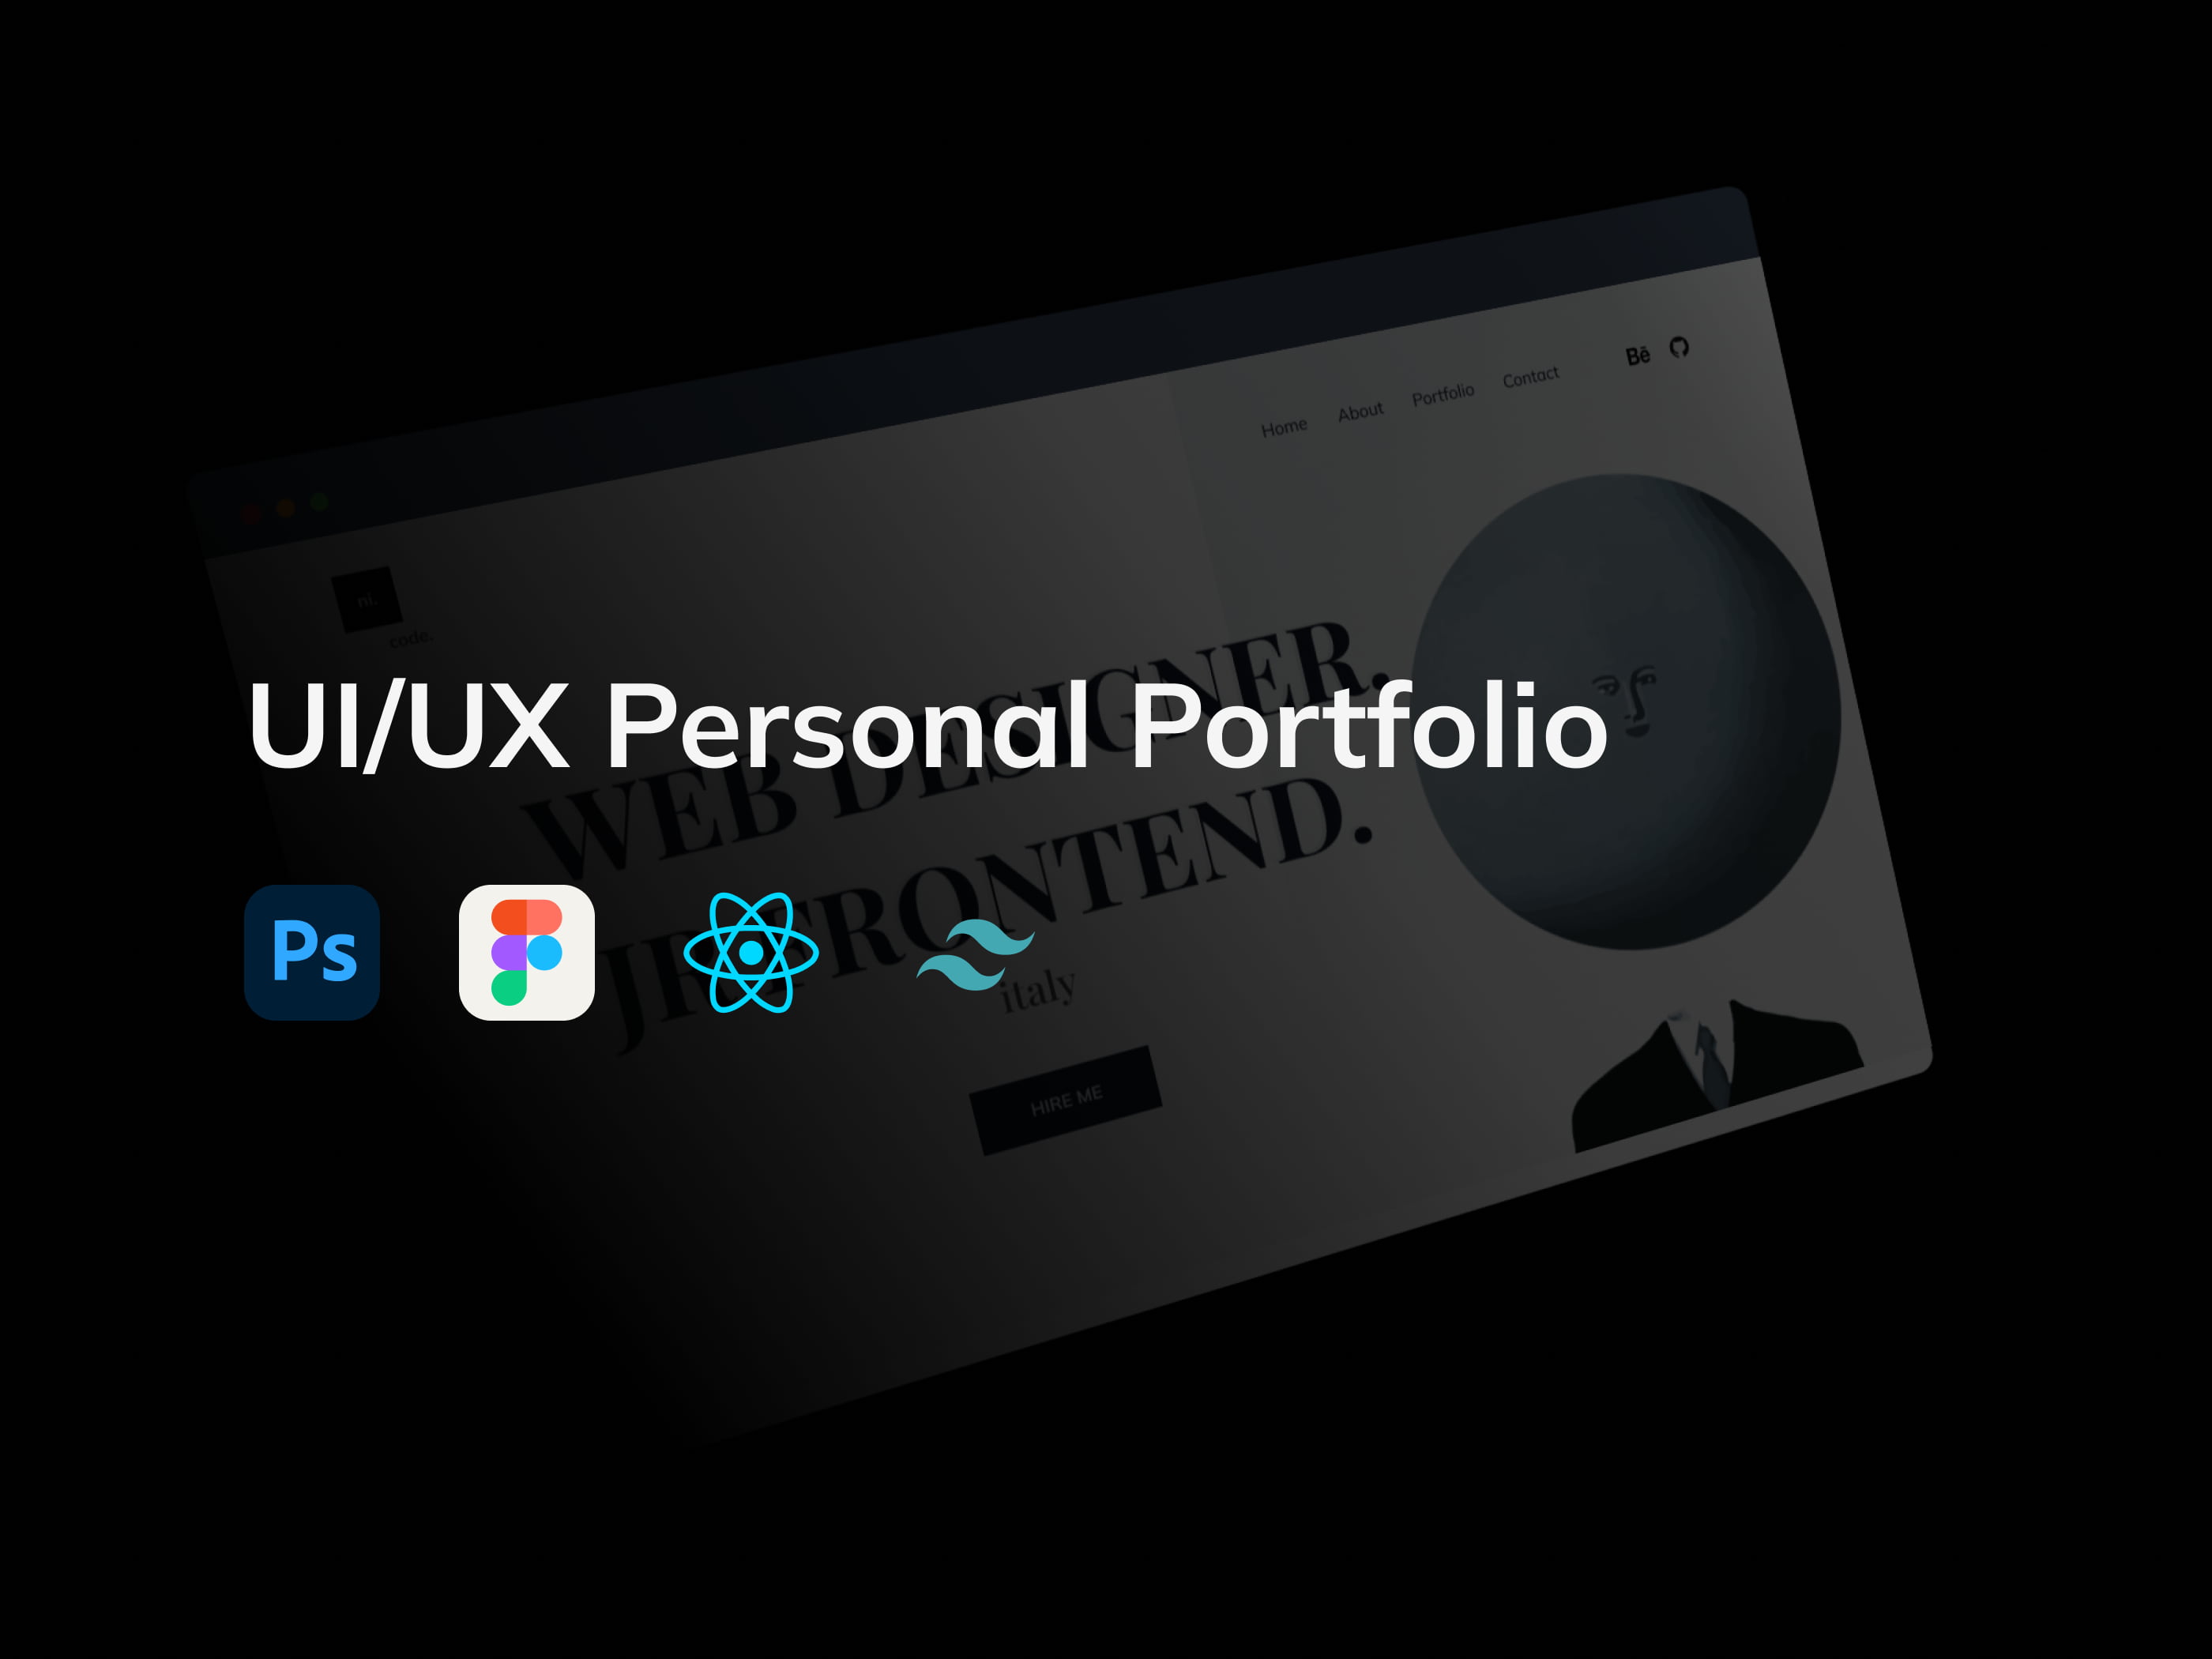 Bē
Home About Portfolio Contact
ni.
code.
UI/UX Personal Portfolio
WEB DESIGNER.
JR FRONTEND.
Ps
italy
HIRE ME